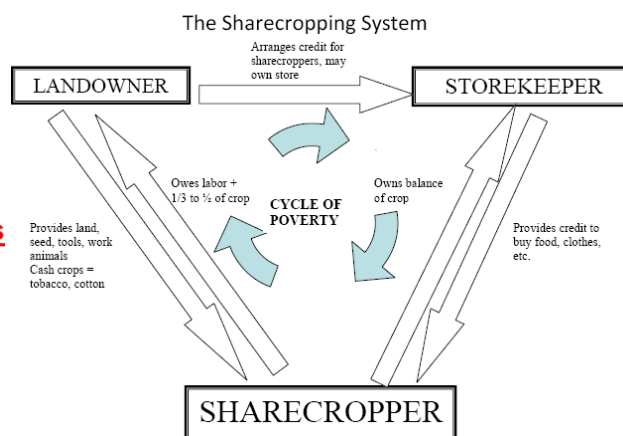 The Sharecropping System
Arranges credit for
sharecroppers, may
own store
LANDOWNER
STOREKEEPER
Owes labor +
1/3 to ½ of crop
CYCLE OF
POVERTY
Owns balance
of crop
s
Provides land,
seed, tools, work
animals
Cash crops =
tobacco, cotton
Provides credit to
buy food, clothes,
etc.
SHARECROPPER